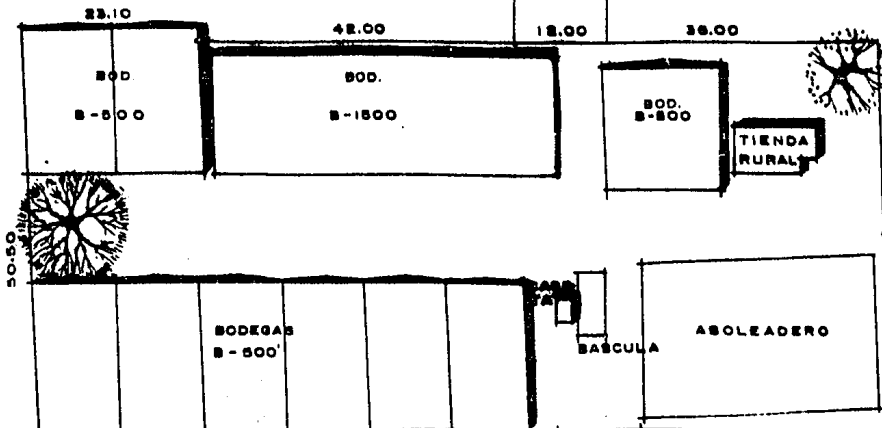 23.10
42.00
12.00
36.00
BOD.
B-500
BOD.
B-1500
BOD.
B-500
TIENDA
RURAL
50.50
BODEGAS
B-500'
BASCULA
ASOLEADERO